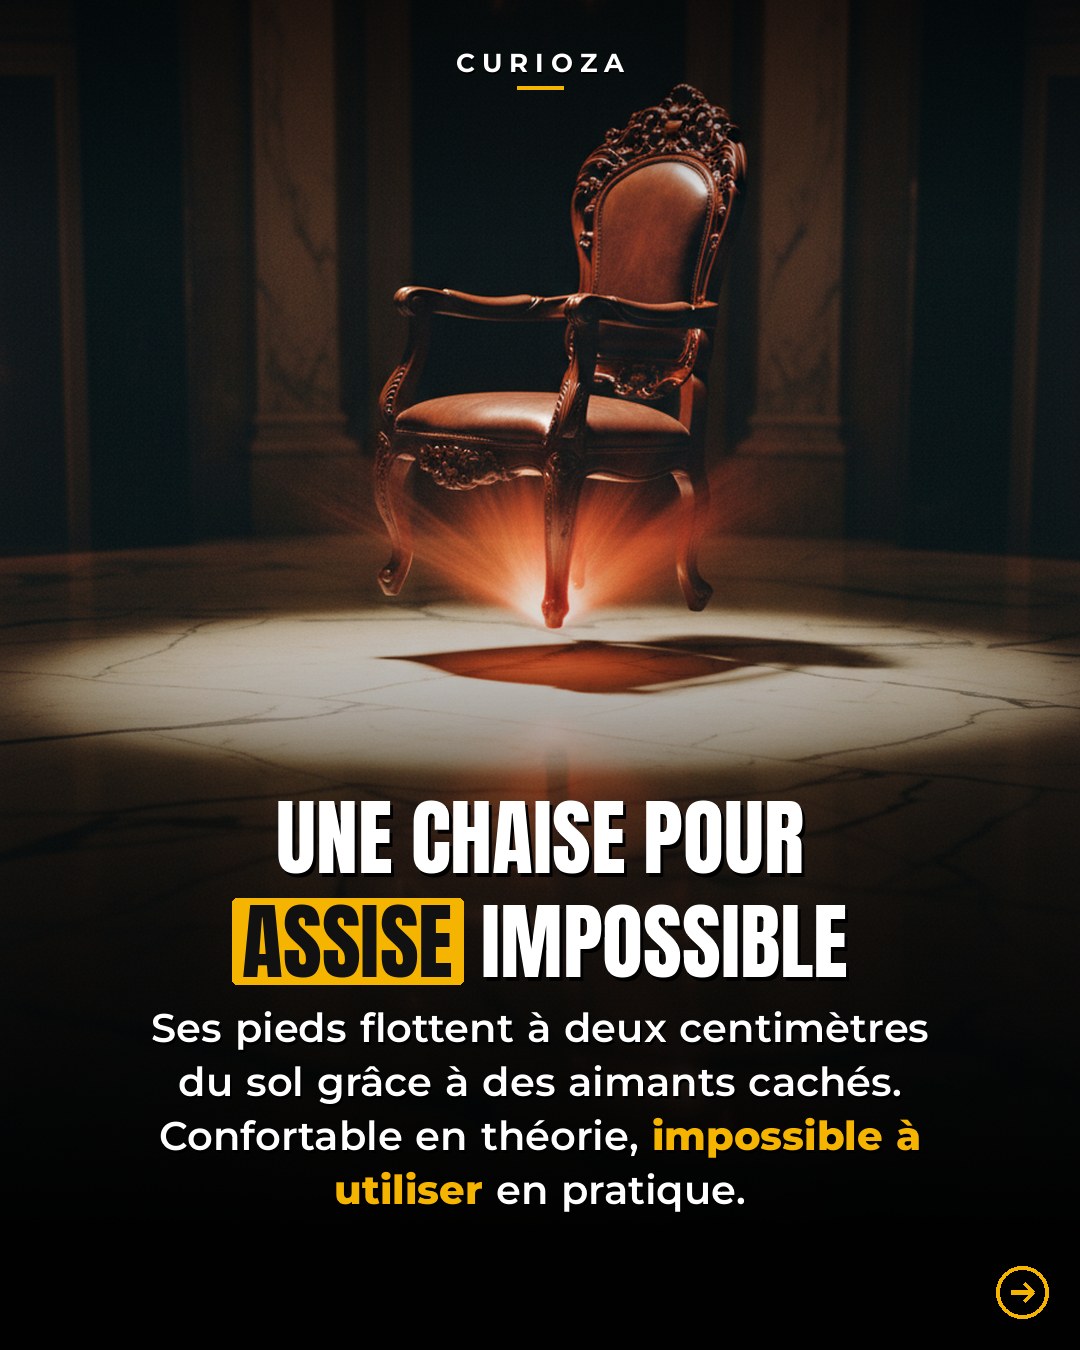 CURIOZA
UNE CHAISE POUR
ASSISE IMPOSSIBLE
Ses pieds flottent à deux centimètres
du sol grâce à des aimants cachés.
Confortable en théorie, impossible à
utiliser en pratique.